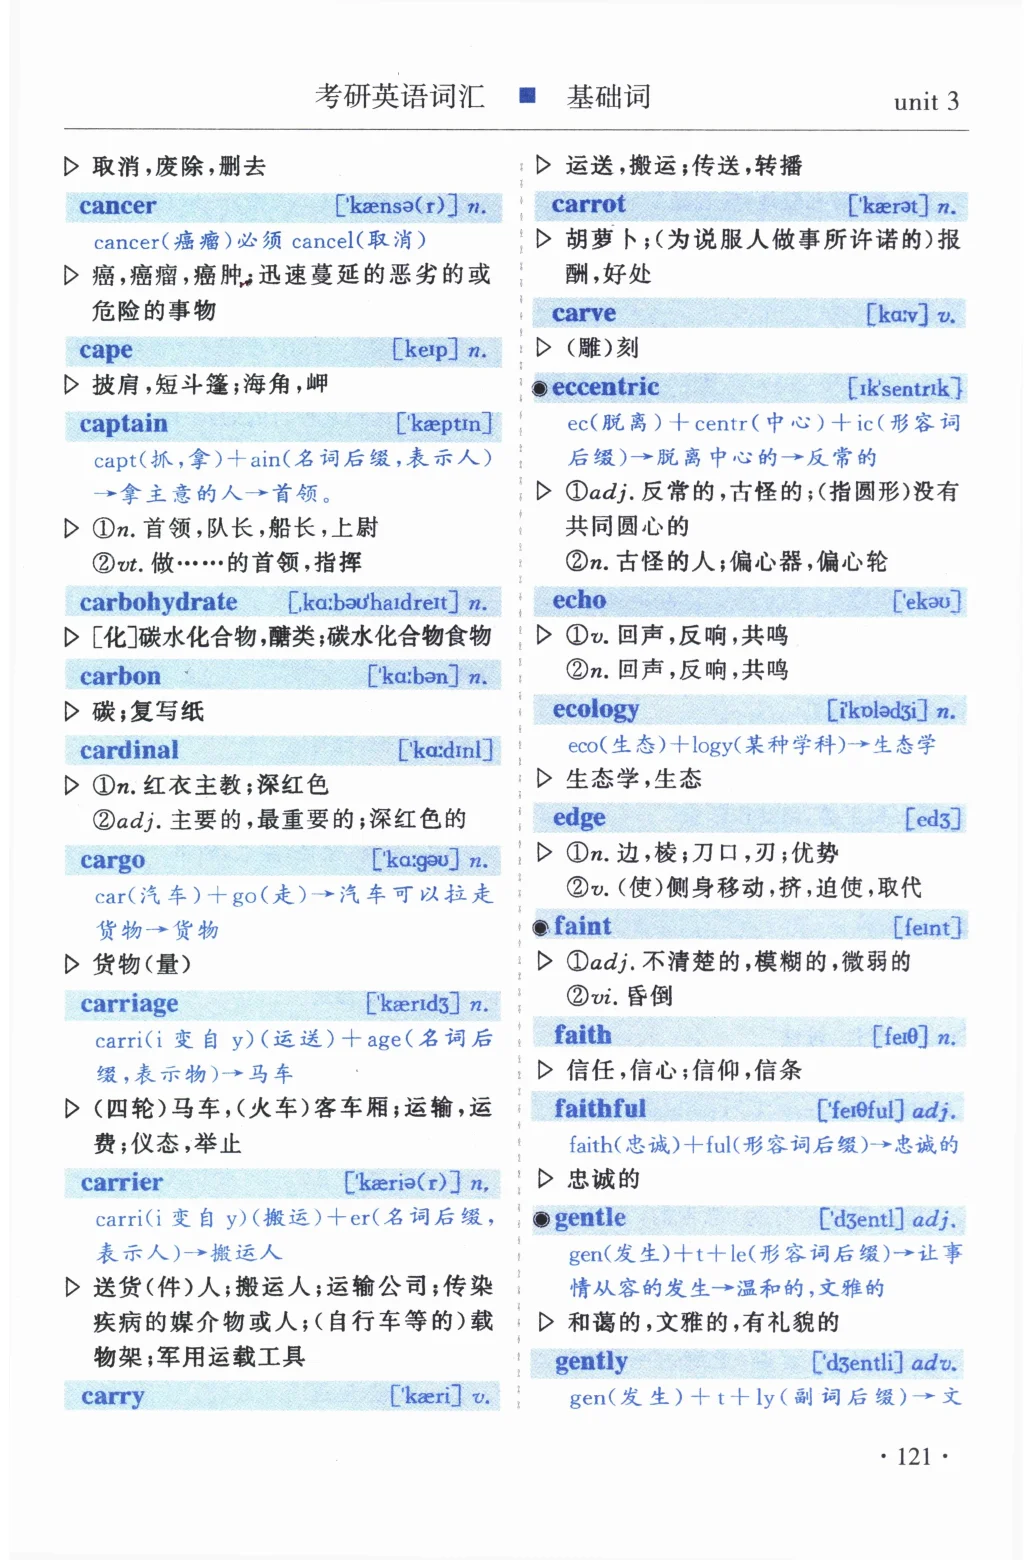 考研英语词汇 ■ 基础词 unit 3
▷ 取消,废除,删去
cancer ['kænsə(r)] n.
cancer(癌瘤)必须 cancel(取消)
▷ 癌,癌瘤,癌肿;迅速蔓延的恶劣的或
危险的事物
cape [keɪp] n.
▷ 披肩,短斗篷;海角,岬
captain ['kæptɪn]
capt(抓,拿)+ain(名词后缀,表示人)
→拿主意的人→首领。
▷ ①n. 首领,队长,船长,上尉
②vt. 做……的首领,指挥
carbohydrate [ˌkɑːbəʊ'haɪdreɪt] n.
▷ [化]碳水化合物,醣类;碳水化合物食物
carbon ['kɑːbən] n.
▷ 碳;复写纸
cardinal ['kɑːdɪnl]
▷ ①n. 红衣主教;深红色
②adj. 主要的,最重要的;深红色的
cargo ['kɑːgəʊ] n.
car(汽车)+go(走)→汽车可以拉走
货物→货物
▷ 货物(量)
carriage ['kærɪdʒ] n.
carri(i 变自 y)(运送)+age(名词后
缀,表示物)→马车
▷ (四轮)马车,(火车)客车厢;运输,运
费;仪态,举止
carrier ['kæriə(r)] n,
carri(i 变自 y)(搬运)+er(名词后缀,
表示人)→搬运人
▷ 送货(件)人;搬运人;运输公司;传染
疾病的媒介物或人;(自行车等的)载
物架;军用运载工具
carry ['kæri] v.
▷ 运送,搬运;传送,转播
carrot ['kærət] n.
▷ 胡萝卜;(为说服人做事所许诺的)报
酬,好处
carve [kɑːv] v.
▷ (雕)刻
◉eccentric [ɪk'sentrɪk]
ec(脱离)+centr(中心)+ic(形容词
后缀)→脱离中心的→反常的
▷ ①adj. 反常的,古怪的;(指圆形)没有
共同圆心的
②n. 古怪的人;偏心器,偏心轮
echo ['ekəʊ]
▷ ①v. 回声,反响,共鸣
②n. 回声,反响,共鸣
ecology [i'kɒlədʒi] n.
eco(生态)+logy(某种学科)→生态学
▷ 生态学,生态
edge [edʒ]
▷ ①n. 边,棱;刀口,刃;优势
②v. (使)侧身移动,挤,迫使,取代
◉faint [feɪnt]
▷ ①adj. 不清楚的,模糊的,微弱的
②vi. 昏倒
faith [feɪθ] n.
▷ 信任,信心;信仰,信条
faithful ['feɪθful] adj.
faith(忠诚)+ful(形容词后缀)→忠诚的
▷ 忠诚的
◉gentle ['dʒentl] adj.
gen(发生)+t+le(形容词后缀)→让事
情从容的发生→温和的,文雅的
▷ 和蔼的,文雅的,有礼貌的
gently ['dʒentli] adv.
gen(发生)+t+ly(副词后缀)→文
· 121 ·